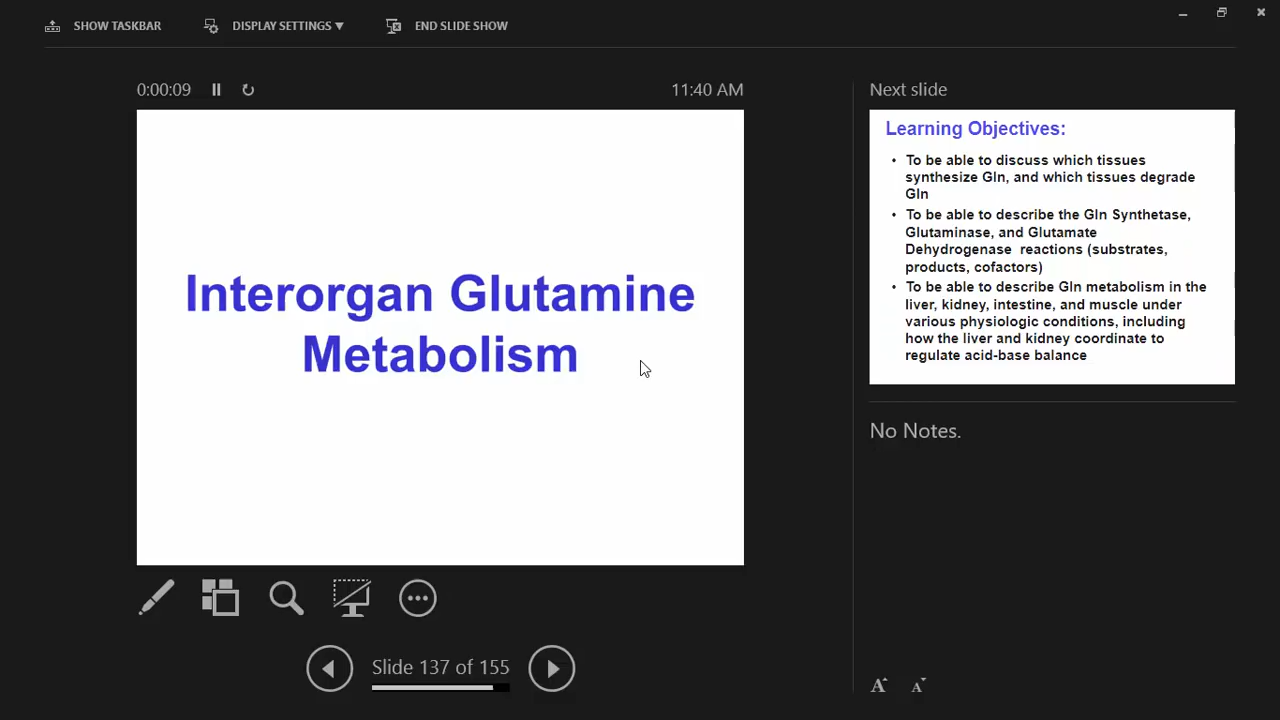 SHOW TASKBAR
DISPLAY SETTINGS ▼
END SLIDE SHOW
0:00:09
11:40 AM
Next slide
Interorgan Glutamine
Metabolism
Learning Objectives:
• To be able to discuss which tissues
synthesize Gln, and which tissues degrade
Gln
• To be able to describe the Gln Synthetase,
Glutaminase, and Glutamate
Dehydrogenase reactions (substrates,
products, cofactors)
• To be able to describe Gln metabolism in the
liver, kidney, intestine, and muscle under
various physiologic conditions, including
how the liver and kidney coordinate to
regulate acid-base balance
No Notes.
Slide 137 of 155
A A